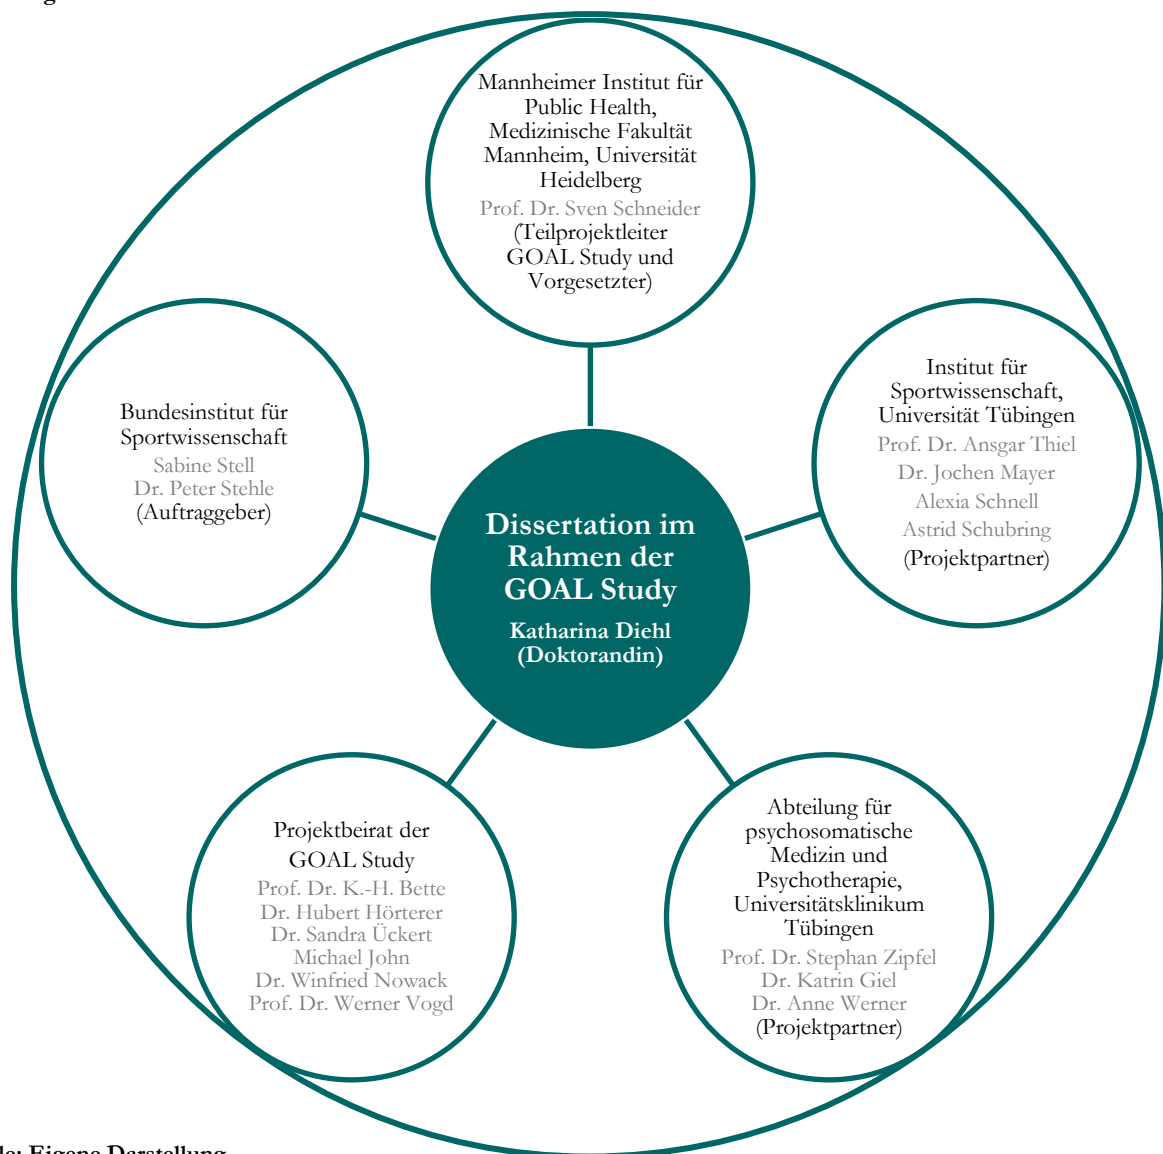 Mannheimer Institut für
Public Health,
Medizinische Fakultät
Mannheim, Universität
Heidelberg
Prof. Dr. Sven Schneider
(Teilprojektleiter
GOAL Study und
Vorgesetzter)
Bundesinstitut für
Sportwissenschaft
Sabine Stell
Dr. Peter Stehle
(Auftraggeber)
Institut für
Sportwissenschaft,
Universität Tübingen
Prof. Dr. Ansgar Thiel
Dr. Jochen Mayer
Alexia Schnell
Astrid Schubring
(Projektpartner)
Dissertation im
Rahmen der
GOAL Study
Katharina Diehl
(Doktorandin)
Projektbeirat der
GOAL Study
Prof. Dr. K.-H. Bette
Dr. Hubert Hörterer
Dr. Sandra Ückert
Michael John
Dr. Winfried Nowack
Prof. Dr. Werner Vogd
Abteilung für
psychosomatische
Medizin und
Psychotherapie,
Universitätsklinikum
Tübingen
Prof. Dr. Stephan Zipfel
Dr. Katrin Giel
Dr. Anne Werner
(Projektpartner)
Eigene Darstellung